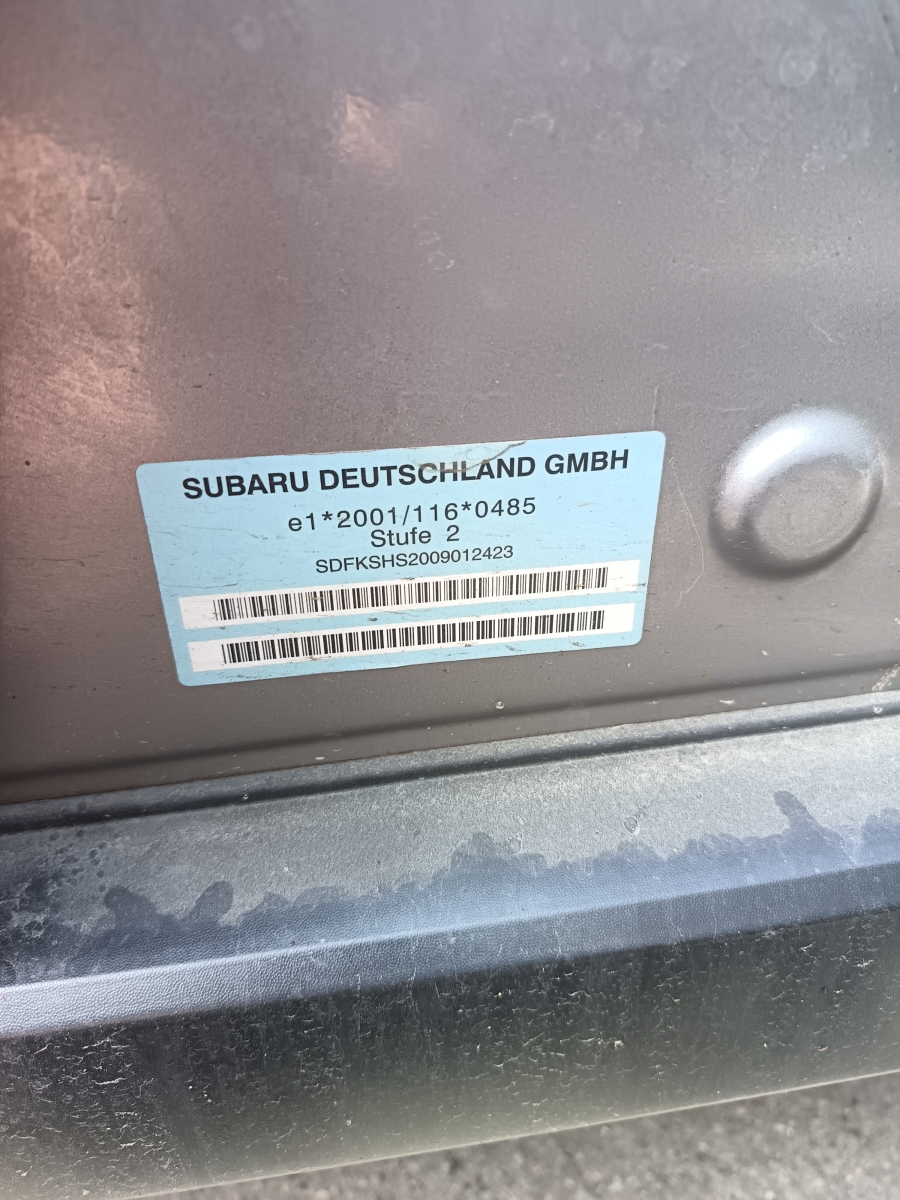 SUBARU DEUTSCHLAND GMBH
e1*2001/116*0485
Stufe 2
SDFKSHS2009012423